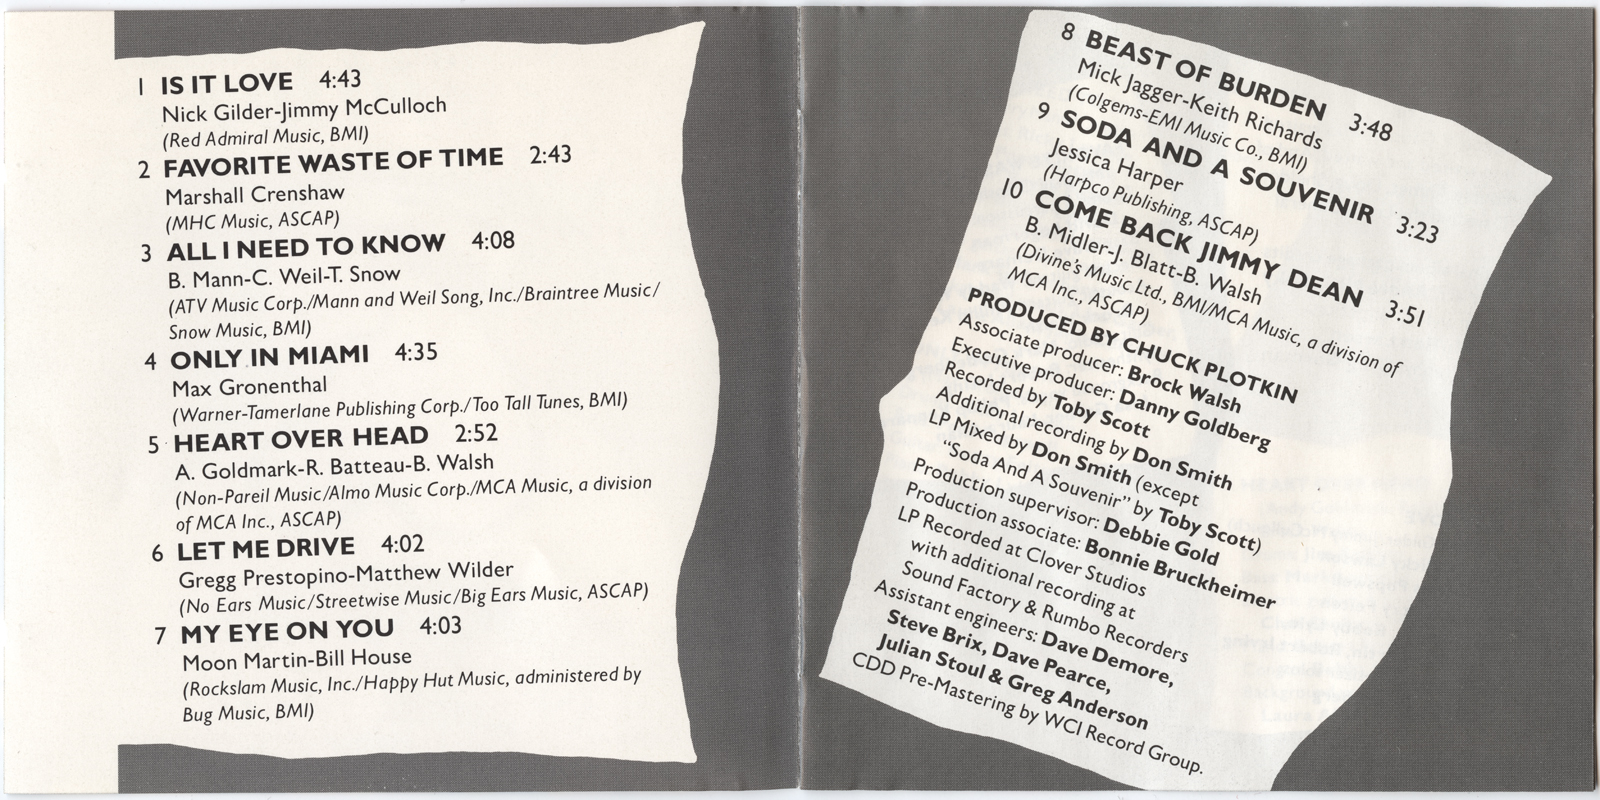 1 IS IT LOVE 4:43
Nick Gilder-Jimmy McCulloch
(Red Admiral Music, BMI)
2 FAVORITE WASTE OF TIME 2:43
Marshall Crenshaw
(MHC Music, ASCAP)
3 ALL I NEED TO KNOW 4:08
B. Mann-C. Weil-T. Snow
(ATV Music Corp./Mann and Weil Song, Inc./Braintree Music/
Snow Music, BMI)
4 ONLY IN MIAMI 4:35
Max Gronenthal
(Warner-Tamerlane Publishing Corp./Too Tall Tunes, BMI)
5 HEART OVER HEAD 2:52
A. Goldmark-R. Batteau-B. Walsh
(Non-Pareil Music/Almo Music Corp./MCA Music, a division
of MCA Inc., ASCAP)
6 LET ME DRIVE 4:02
Gregg Prestopino-Matthew Wilder
(No Ears Music/Streetwise Music/Big Ears Music, ASCAP)
7 MY EYE ON YOU 4:03
Moon Martin-Bill House
(Rockslam Music, Inc./Happy Hut Music, administered by
Bug Music, BMI)
8 BEAST OF BURDEN 3:48
Mick Jagger-Keith Richards
(Colgems-EMI Music Co., BMI)
9 SODA AND A SOUVENIR 3:23
Jessica Harper
(Harpco Publishing, ASCAP)
10 COME BACK JIMMY DEAN 3:51
B. Midler-J. Blatt-B. Walsh
(Divine's Music Ltd., BMI/MCA Music, a division of
MCA Inc., ASCAP)
PRODUCED BY CHUCK PLOTKIN
Associate producer: Brock Walsh
Executive producer: Danny Goldberg
Recorded by Toby Scott
Additional recording by Don Smith
LP Mixed by Don Smith (except
"Soda And A Souvenir" by Toby Scott)
Production supervisor: Debbie Gold
Production associate: Bonnie Bruckheimer
LP Recorded at Clover Studios
with additional recording at
Sound Factory & Rumbo Recorders
Assistant engineers: Dave Demore,
Steve Brix, Dave Pearce,
Julian Stoul & Greg Anderson
CDD Pre-Mastering by WCI Record Group.